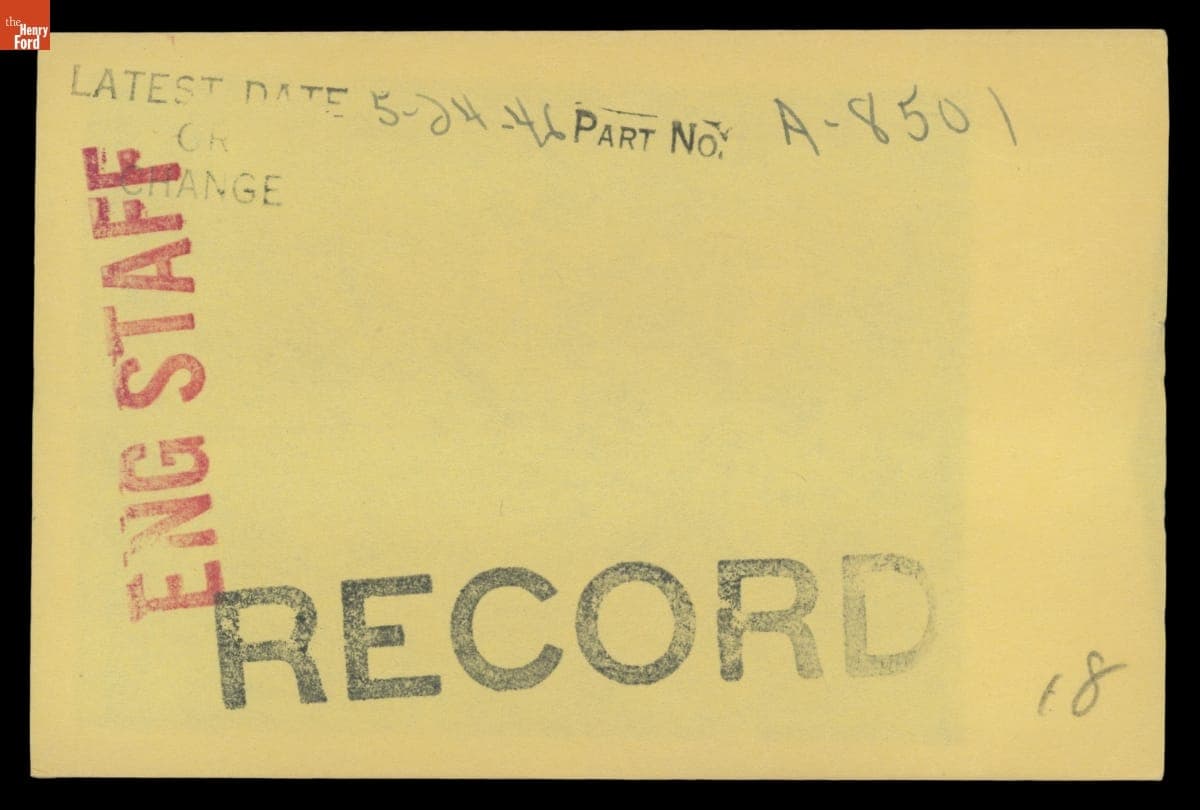 the
Henry
Ford
LATEST DATE 5-24-46 PART NO. A-8501
OR
CHANGE
ENG STAFF
RECORD
18